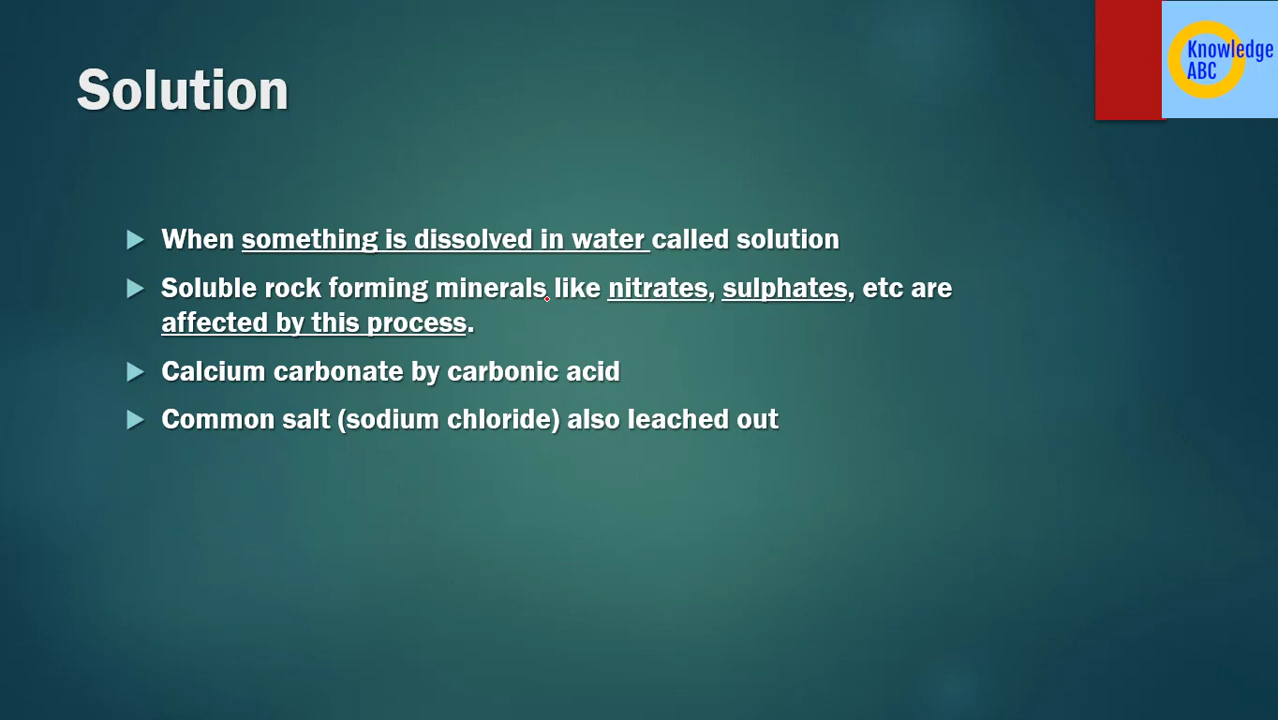 Knowledge
ABC
Solution
When something is dissolved in water called solution
Soluble rock forming minerals like nitrates, sulphates, etc are
affected by this process.
Calcium carbonate by carbonic acid
Common salt (sodium chloride) also leached out